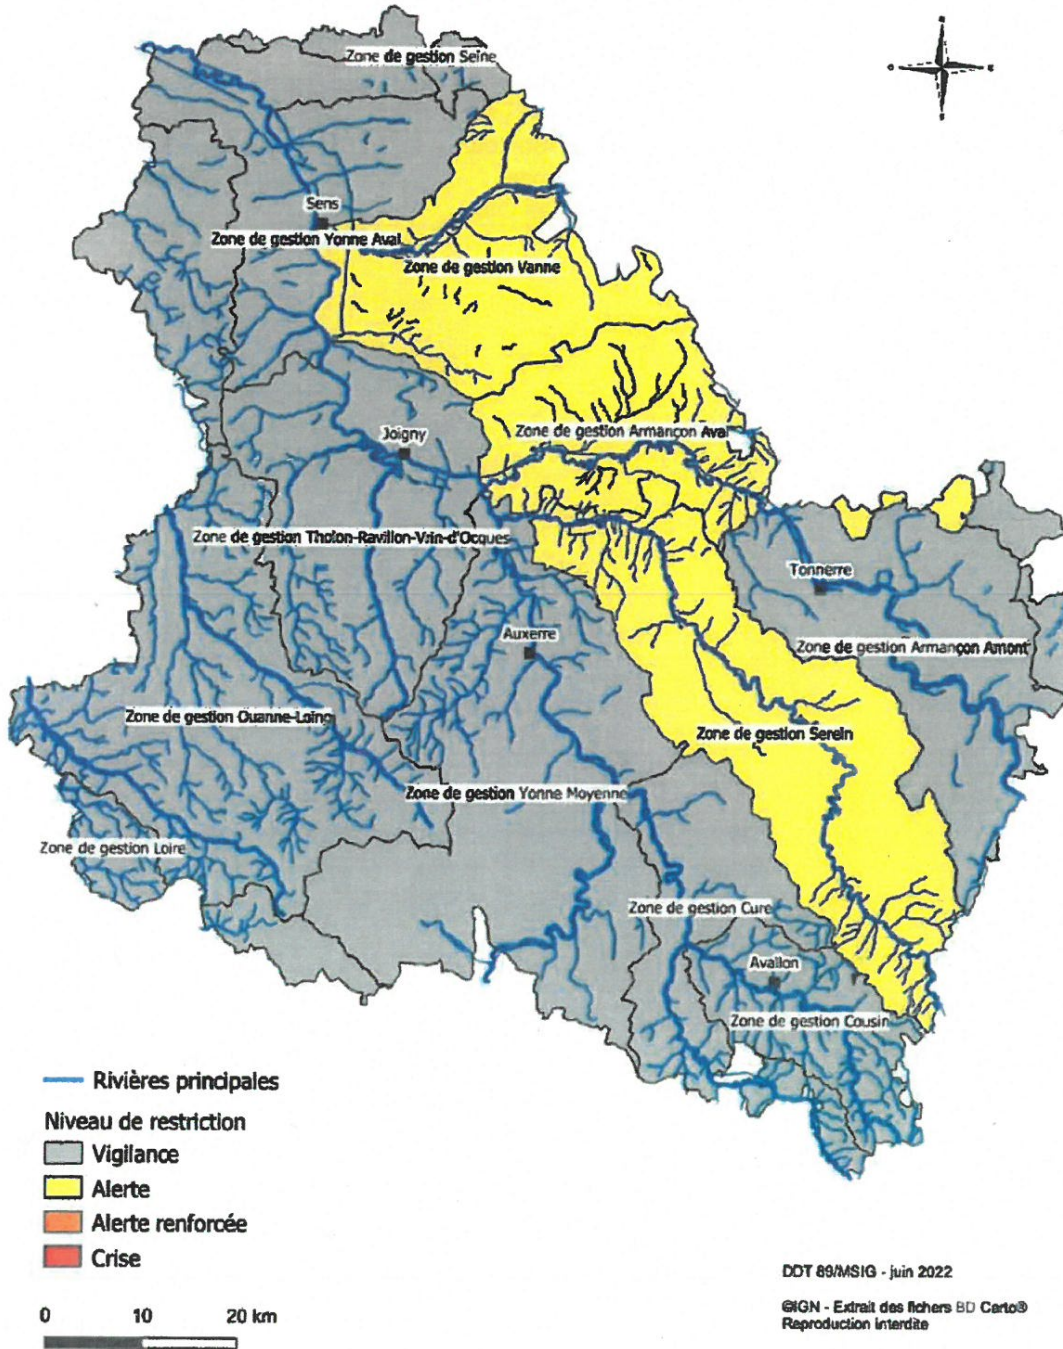 Zone de gestion Seine
Sens
Zone de gestion Yonne Aval
Zone de gestion Vanne
Joigny
Zone de gestion Armançon Aval
Zone de gestion Tholon-Ravillon-Vrin-d'Ocques
Tonnerre
Auxerre
Zone de gestion Armançon Amont
Zone de gestion Ouanne-Loing
Zone de gestion Serein
Zone de gestion Yonne Moyenne
Zone de gestion Loire
Zone de gestion Cure
Avallon
Zone de gestion Cousin
Rivières principales
Niveau de restriction
Vigilance
Alerte
Alerte renforcée
Crise
0 10 20 km
DDT 89/MSIG - juin 2022
©IGN - Extrait des fichers BD Carto®
Reproduction interdite